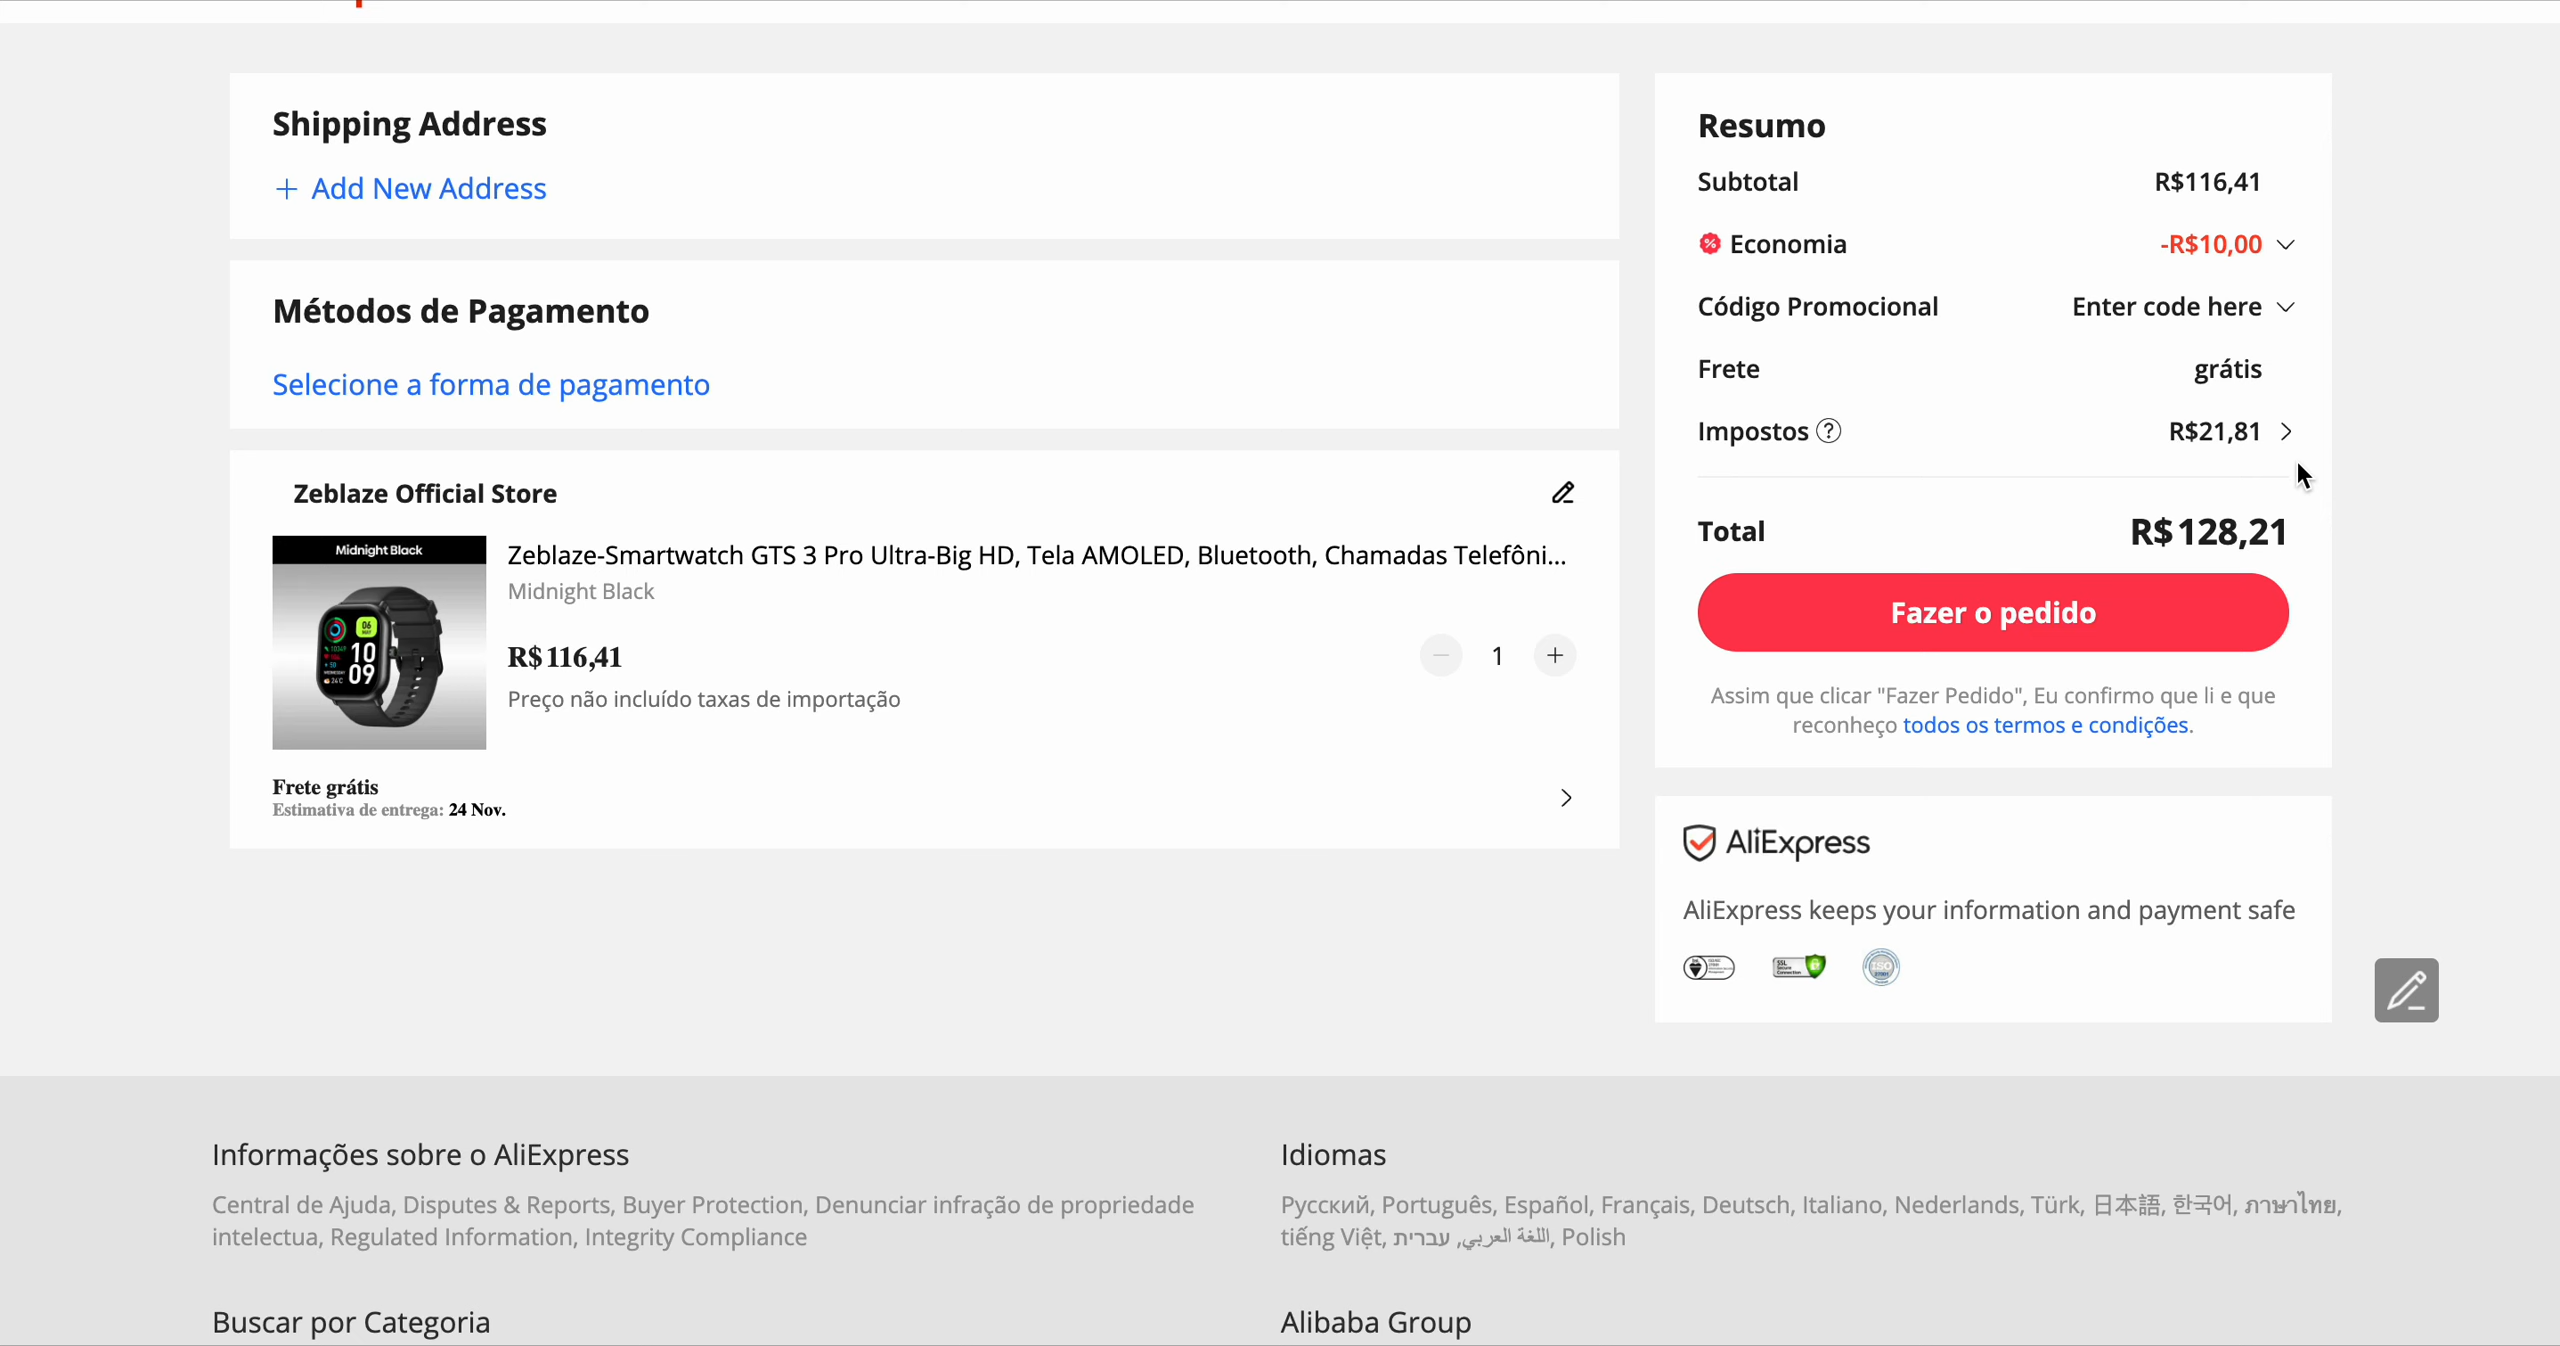 Shipping Address
+ Add New Address
Métodos de Pagamento
Selecione a forma de pagamento
Zeblaze Official Store
Midnight Black
Zeblaze-Smartwatch GTS 3 Pro Ultra-Big HD, Tela AMOLED, Bluetooth, Chamadas Telefôni...
Midnight Black
06
10
09
R$116,41
1
Preço não incluído taxas de importação
Frete grátis
Estimativa de entrega: 24 Nov.
Resumo
Subtotal R$116,41
Economia -R$10,00
Código Promocional Enter code here
Frete grátis
Impostos R$21,81
Total R$128,21
Fazer o pedido
Assim que clicar "Fazer Pedido", Eu confirmo que li e que
reconheço todos os termos e condições.
AliExpress
AliExpress keeps your information and payment safe
SSL
ISO
Informações sobre o AliExpress
Central de Ajuda, Disputes & Reports, Buyer Protection, Denunciar infração de propriedade
intelectua, Regulated Information, Integrity Compliance
Idiomas
Русский, Português, Español, Français, Deutsch, Italiano, Nederlands, Türk, 日本語, 한국어, ภาษาไทย,
tiếng Việt, اللغة العربي, עברית, Polish
Buscar por Categoria
Alibaba Group